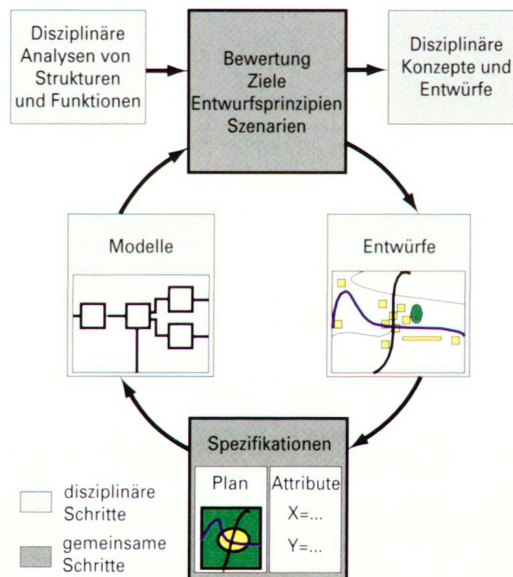 Disziplinäre
Analysen von
Strukturen
und Funktionen
Bewertung
Ziele
Entwurfsprinzipien
Szenarien
Disziplinäre
Konzepte und
Entwürfe
Modelle
Entwürfe
Spezifikationen
Plan
Attribute
X=...
Y=...
disziplinäre
Schritte
gemeinsame
Schritte